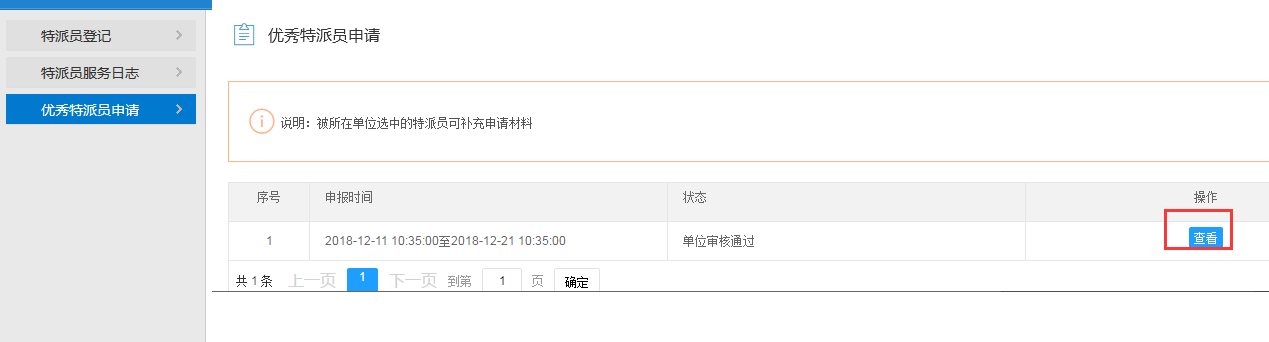 特派员登记
特派员服务日志
优秀特派员申请
优秀特派员申请
说明：被所在单位选中的特派员可补充申请材料
序号 申报时间 状态 操作
1 2018-12-11 10:35:00至2018-12-21 10:35:00 单位审核通过 查看
共 1 条 上一页 1 下一页 到第 1 页 确定